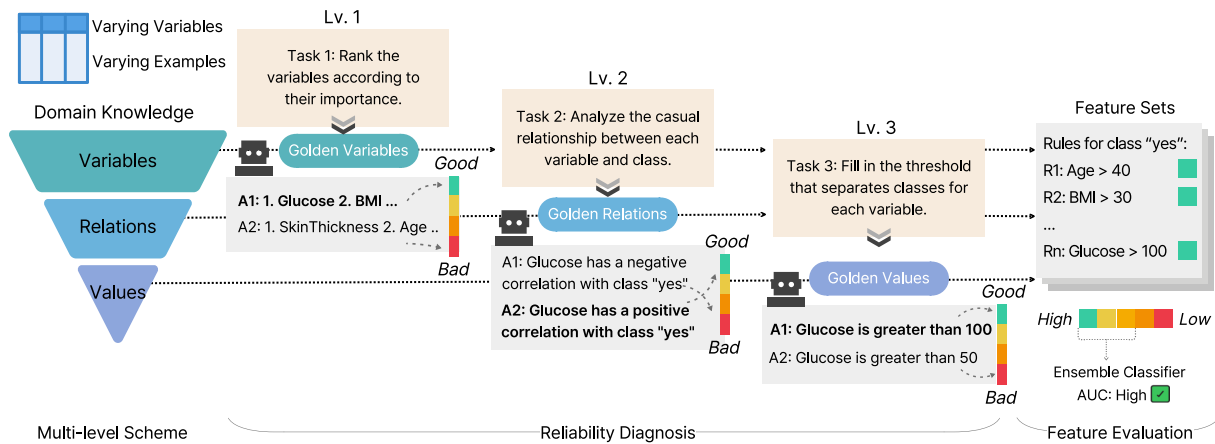 Varying Variables
Varying Examples
Domain Knowledge
Variables
Relations
Values
Multi-level Scheme
Lv. 1
Task 1: Rank the
variables according to
their importance.
Golden Variables
Good
A1: 1. Glucose 2. BMI ...
A2: 1. SkinThickness 2. Age ..
Bad
Lv. 2
Task 2: Analyze the casual
relationship between each
variable and class.
Golden Relations
Good
A1: Glucose has a negative
correlation with class "yes"
A2: Glucose has a positive
correlation with class "yes"
Bad
Lv. 3
Task 3: Fill in the threshold
that separates classes for
each variable.
Golden Values
Good
A1: Glucose is greater than 100
A2: Glucose is greater than 50
Bad
Reliability Diagnosis
Feature Sets
Rules for class “yes”:
R1: Age > 40
R2: BMI > 30
...
Rn: Glucose > 100
High
Low
Ensemble Classifier
AUC: High
Feature Evaluation